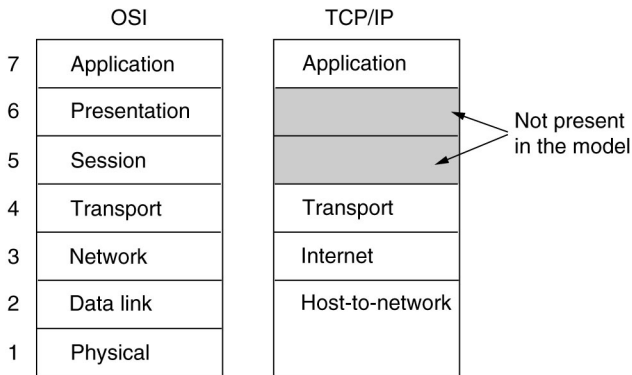 OSI TCP/IP
7 Application Application
6 Presentation
5 Session
Not present
in the model
4 Transport Transport
3 Network Internet
2 Data link Host-to-network
1 Physical